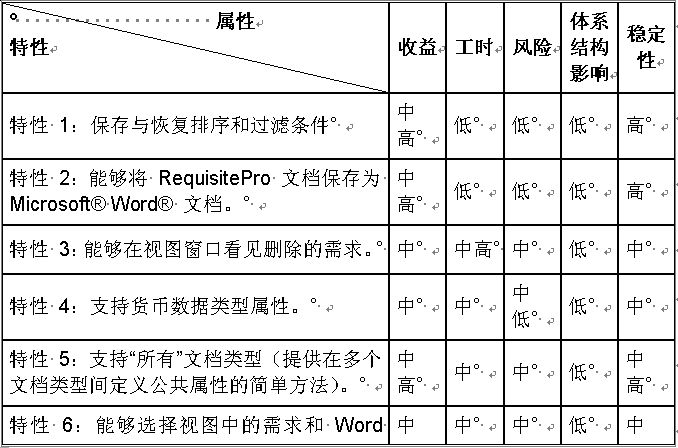 属性
特性
收益
工时
风险
体系
结构
影响
稳定
性
特性 1：保存与恢复排序和过滤条件
中
高
低
低
低
高
特性 2：能够将 RequisitePro 文档保存为
Microsoft® Word® 文档。
中
高
低
低
低
高
特性 3：能够在视图窗口看见删除的需求。
中
中高
中
低
中
特性 4：支持货币数据类型属性。
中
中
中
低
低
中
特性 5：支持“所有”文档类型（提供在多个
文档类型间定义公共属性的简单方法）。
中
高
中
中
低
中
高
特性 6：能够选择视图中的需求和 Word
中
中
中
低
中